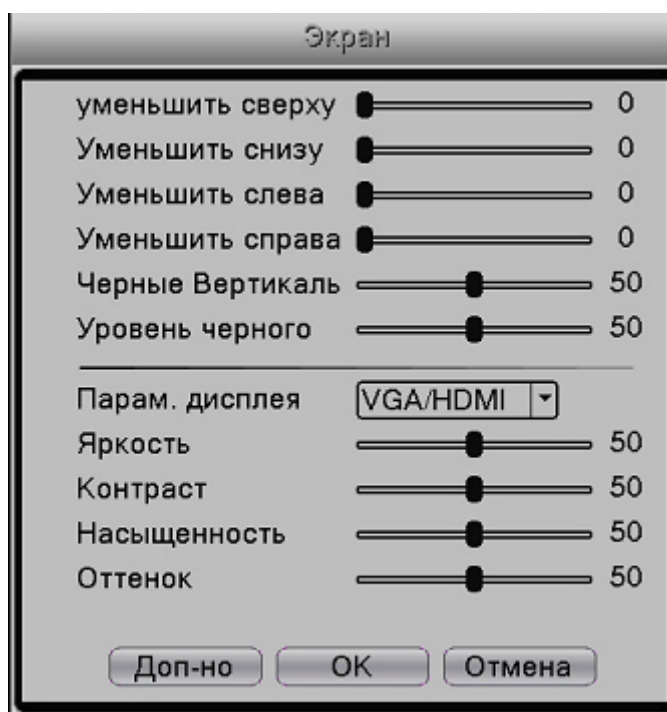 Экран
уменьшить сверху 0
Уменьшить снизу 0
Уменьшить слева 0
Уменьшить справа 0
Черные Вертикаль 50
Уровень черного 50
Парам. дисплея VGA/HDMI
Яркость 50
Контраст 50
Насыщенность 50
Оттенок 50
Доп-но OK Отмена